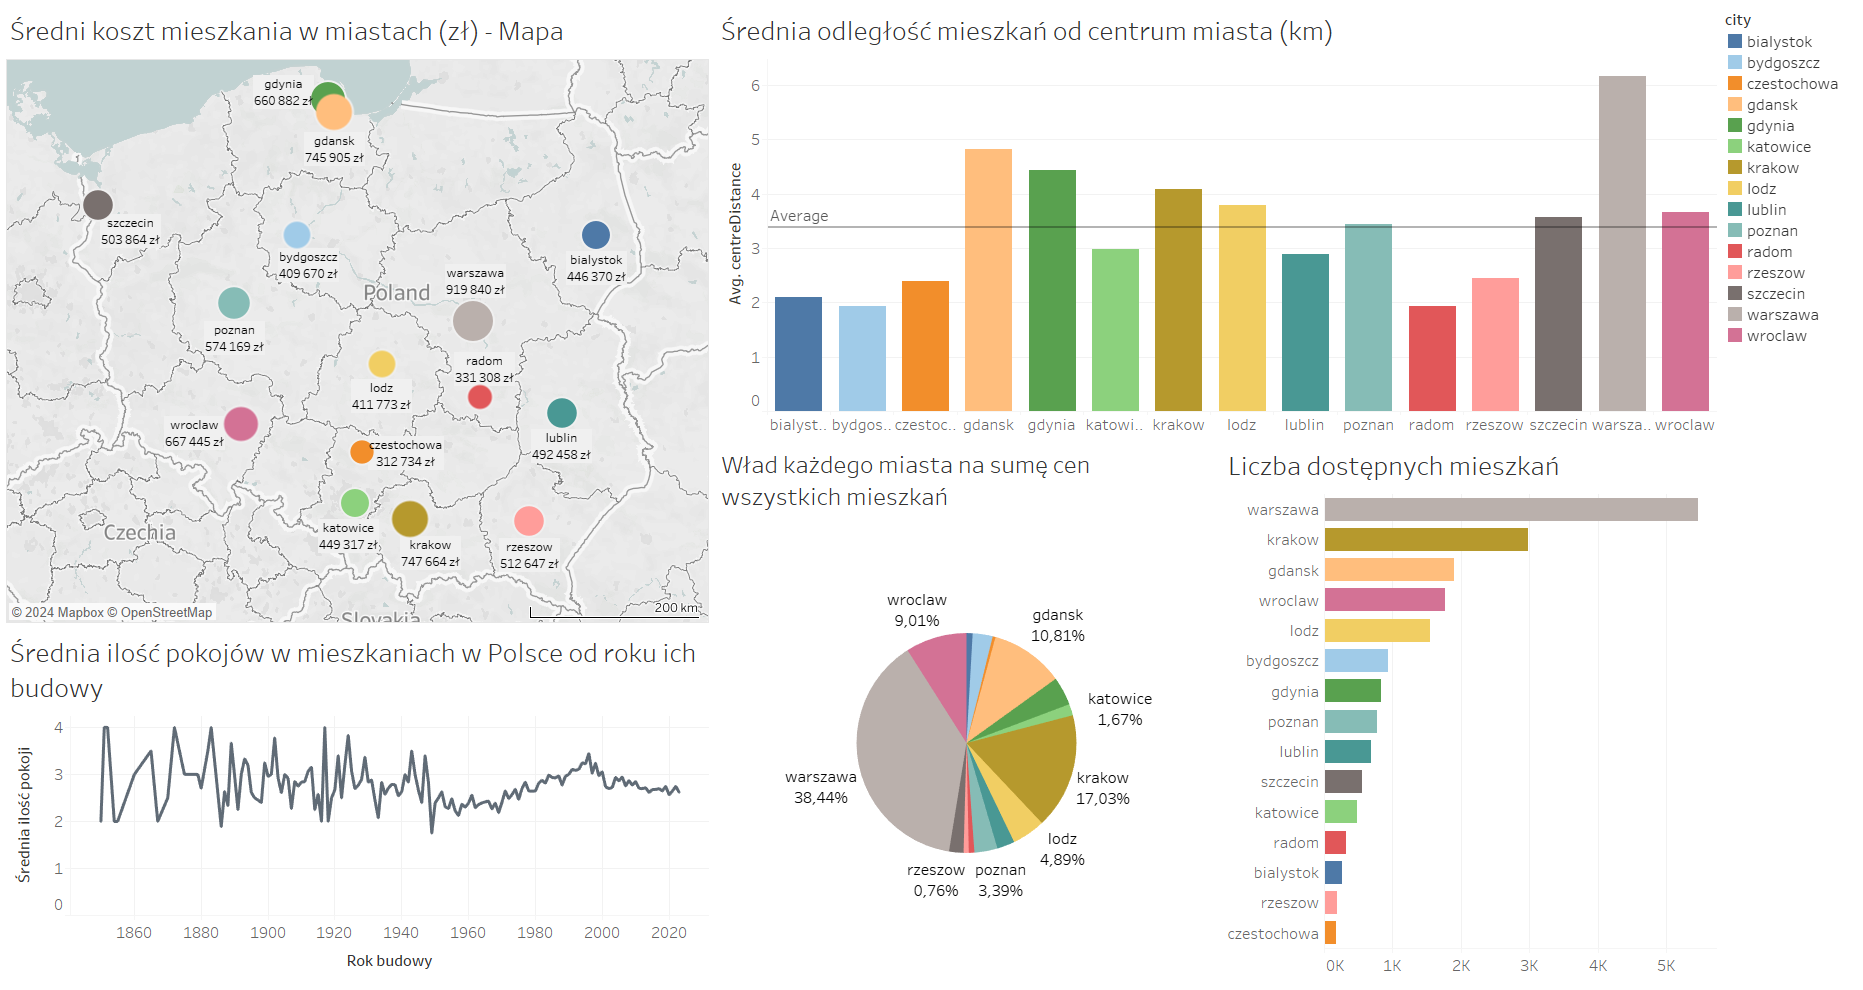 Średni koszt mieszkania w miastach (zł) - Mapa
gdynia
660 882 zł
gdansk
745 905 zł
szczecin
503 864 zł
bydgoszcz
409 670 zł
bialystok
446 370 zł
warszawa
919 840 zł
Poland
poznan
574 169 zł
radom
331 308 zł
lodz
411 773 zł
wroclaw
667 445 zł
lublin
492 458 zł
czestochowa
312 734 zł
katowice
449 317 zł
krakow
747 664 zł
rzeszow
512 647 zł
Czechia
Slovakia
© 2024 Mapbox © OpenStreetMap
200 km
Średnia odległość mieszkań od centrum miasta (km)
Avg. centreDistance
6
5
4
3
2
1
0
Average
bialyst.. bydgos.. czestoc.. gdansk gdynia katowi.. krakow lodz lublin poznan radom rzeszow szczecin warsza.. wroclaw
city
bialystok
bydgoszcz
czestochowa
gdansk
gdynia
katowice
krakow
lodz
lublin
poznan
radom
rzeszow
szczecin
warszawa
wroclaw
Średnia ilość pokojów w mieszkaniach w Polsce od roku ich
budowy
Średnia ilość pokoji
4
3
2
1
0
1860 1880 1900 1920 1940 1960 1980 2000 2020
Rok budowy
Wład każdego miasta na sumę cen
wszystkich mieszkań
wroclaw
9,01%
gdansk
10,81%
katowice
1,67%
krakow
17,03%
warszawa
38,44%
lodz
4,89%
rzeszow
0,76%
poznan
3,39%
Liczba dostępnych mieszkań
warszawa
krakow
gdansk
wroclaw
lodz
bydgoszcz
gdynia
poznan
lublin
szczecin
katowice
radom
bialystok
rzeszow
czestochowa
0K 1K 2K 3K 4K 5K